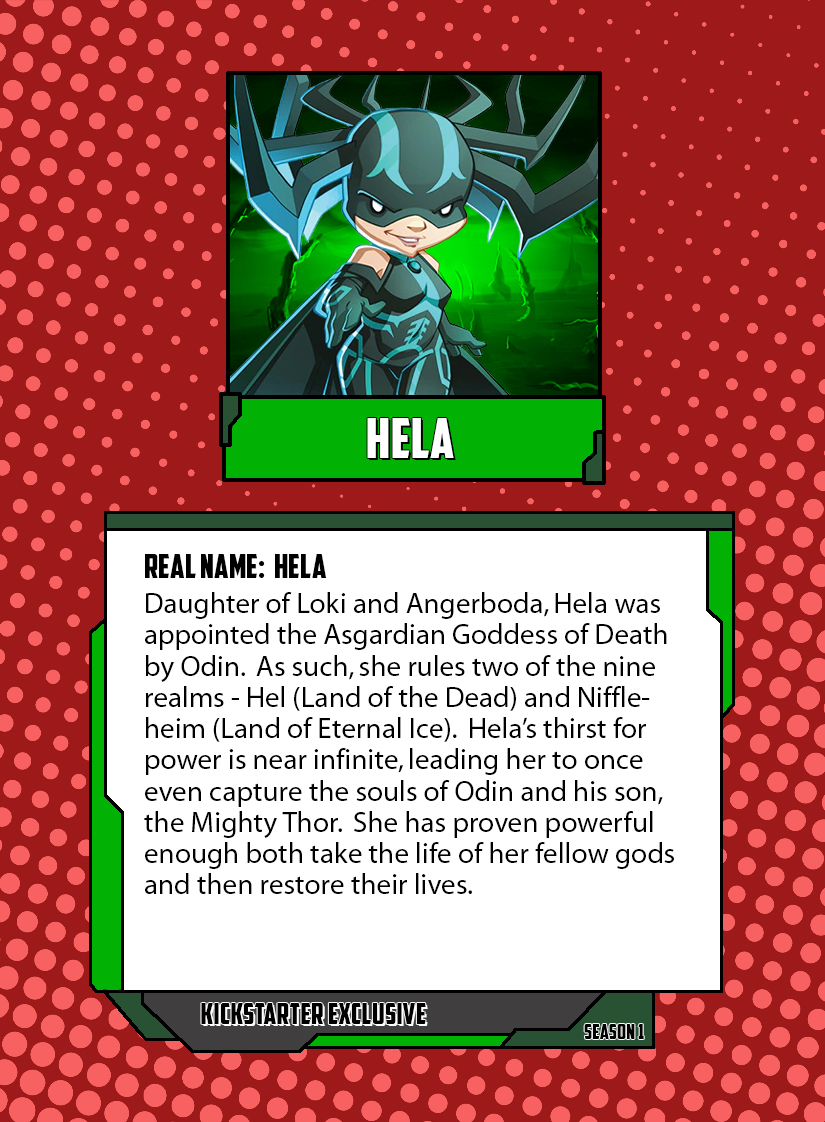 HELA
REAL NAME:  HELA
Daughter of Loki and Angerboda, Hela was
appointed the Asgardian Goddess of Death
by Odin.  As such, she rules two of the nine
realms - Hel (Land of the Dead) and Niffle-
heim (Land of Eternal Ice).  Hela’s thirst for
power is near infinite, leading her to once
even capture the souls of Odin and his son,
the Mighty Thor.  She has proven powerful
enough both take the life of her fellow gods
and then restore their lives.
KICKSTARTER EXCLUSIVE
SEASON 1